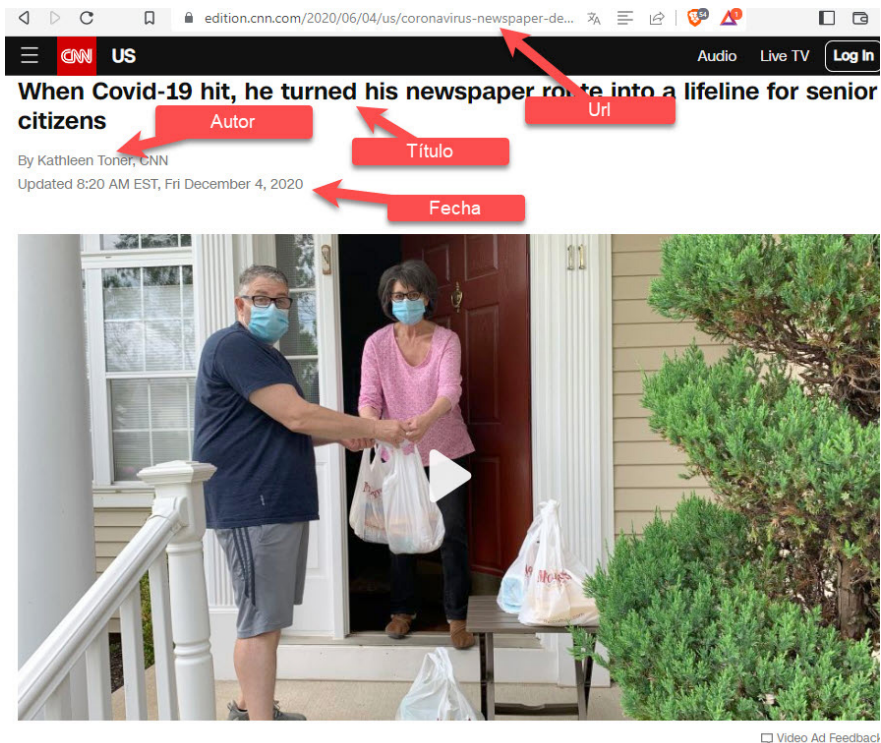 edition.cnn.com/2020/06/04/us/coronavirus-newspaper-de...
CNN US Audio Live TV Log In
When Covid-19 hit, he turned his newspaper route into a lifeline for senior
citizens
Autor
Url
Título
By Kathleen Toner, CNN
Updated 8:20 AM EST, Fri December 4, 2020
Fecha
Video Ad Feedback